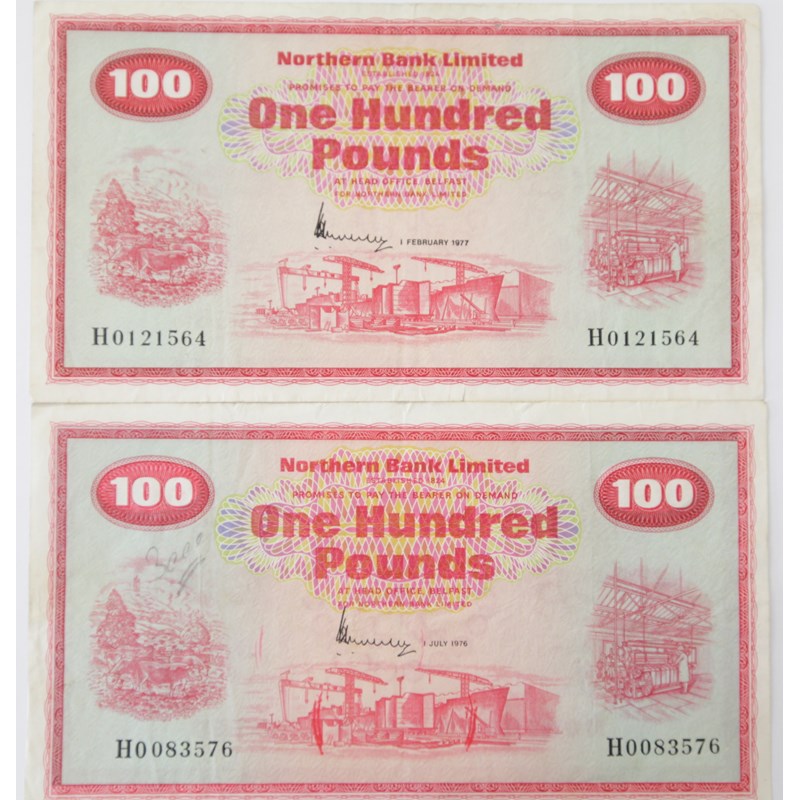 Northern Bank Limited
100
100
PROMISES TO PAY THE BEARER ON DEMAND
One Hundred
Pounds
AT HEAD OFFICE, BELFAST
FOR NORTHERN BANK LIMITED
1 FEBRUARY 1977
H0121564
H0121564
Northern Bank Limited
ESTABLISHED 1824
100
100
PROMISES TO PAY THE BEARER ON DEMAND
One Hundred
Pounds
AT HEAD OFFICE, BELFAST
FOR NORTHERN BANK LIMITED
1 JULY 1976
H0083576
H0083576